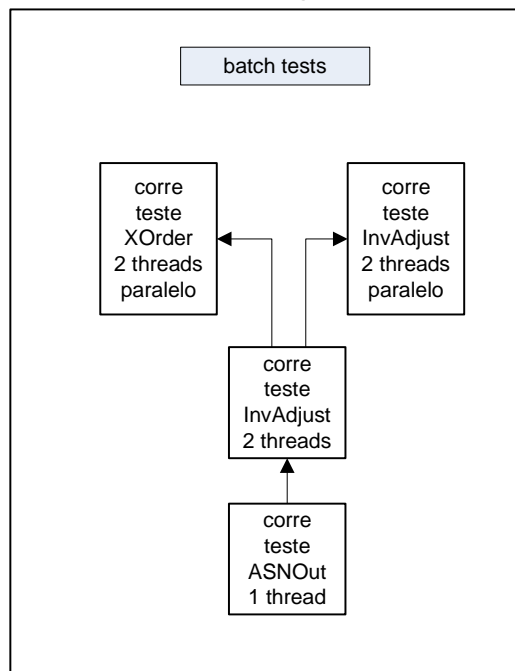 batch tests
corre
teste
XOrder
2 threads
paralelo
corre
teste
InvAdjust
2 threads
paralelo
corre
teste
InvAdjust
2 threads
corre
teste
ASNOut
1 thread